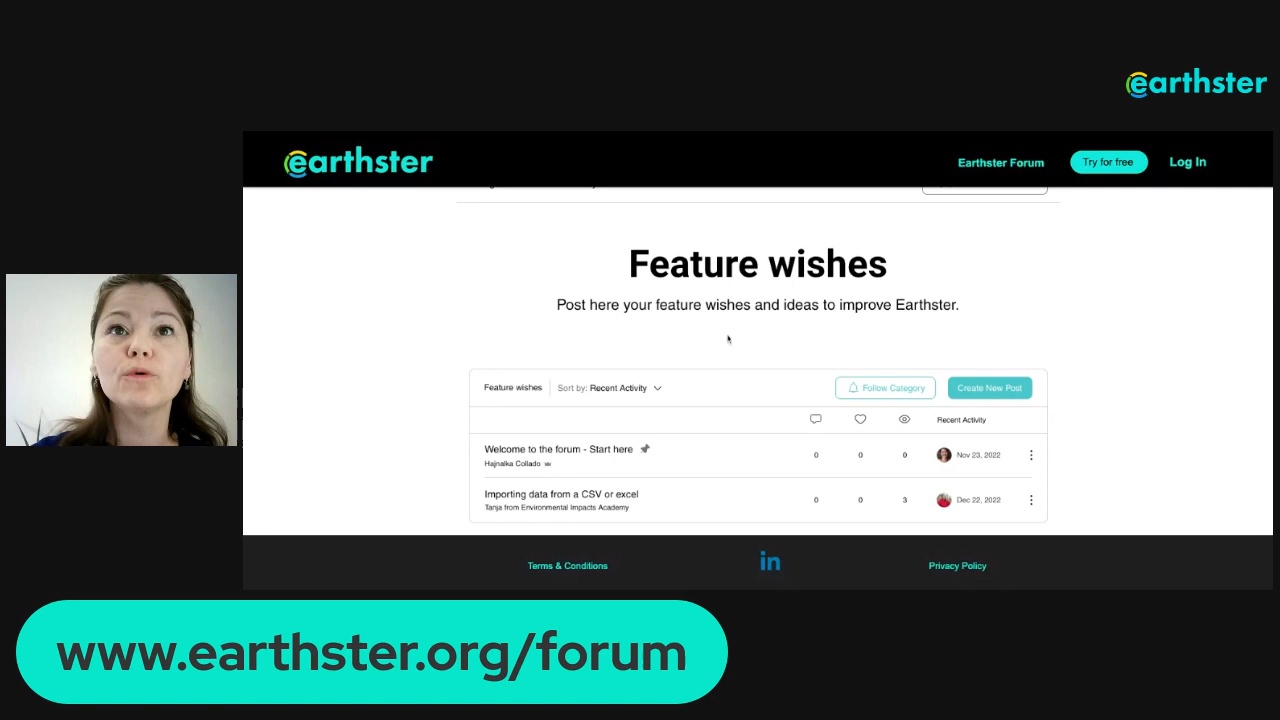 earthster
earthster
Earthster Forum
Try for free
Log In
Feature wishes
Post here your feature wishes and ideas to improve Earthster.
Feature wishes
Sort by: Recent Activity
Follow Category
Create New Post
Recent Activity
Welcome to the forum - Start here
0 0 0 Nov 23, 2022
Hajnalka Collado
Importing data from a CSV or excel
0 0 3 Dec 22, 2022
Tanja from Environmental Impacts Academy
Terms & Conditions
in
Privacy Policy
www.earthster.org/forum